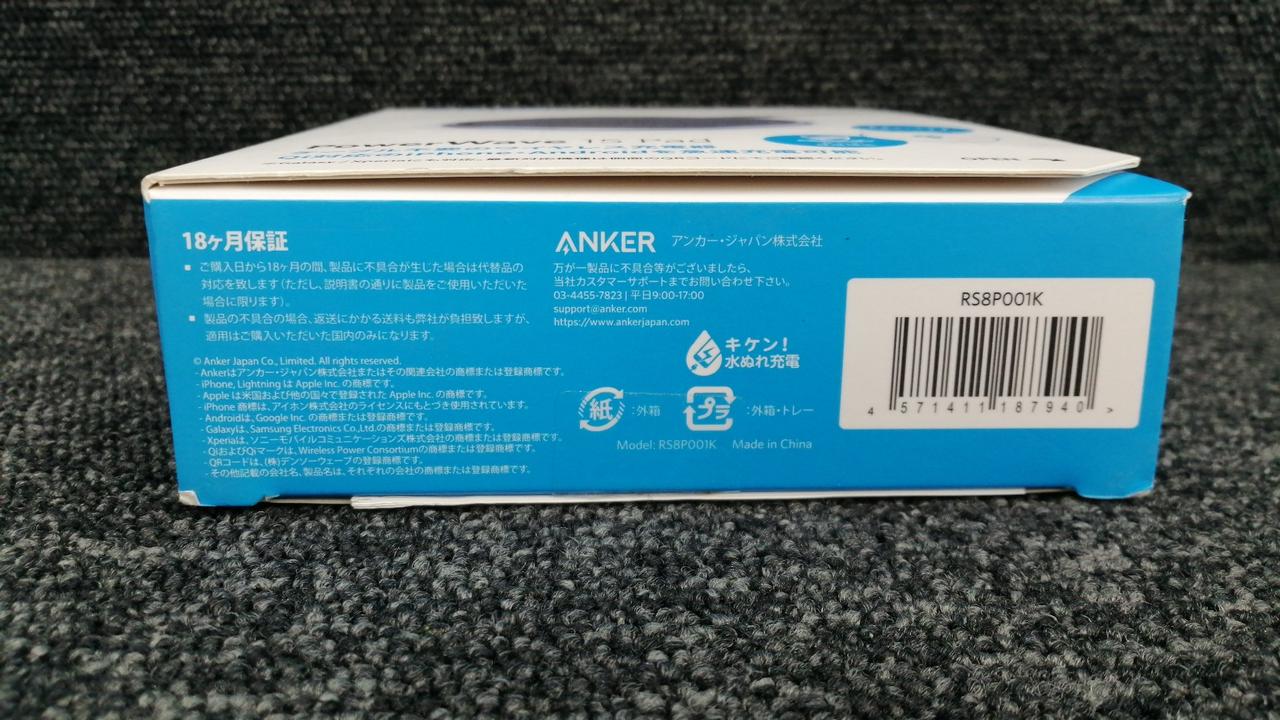 PowerWave 15 Pad
OPEN
18ヶ月保証
■ ご購入日から18ヶ月の間、製品に不具合が生じた場合は代替品の
対応を致します(ただし、説明書の通りに製品をご使用いただいた
場合に限ります)。
■ 製品の不具合の場合、返送にかかる送料も弊社が負担致しますが、
適用はご購入いただいた国内のみになります。
© Anker Japan Co., Limited. All rights reserved.
- Ankerはアンカー・ジャパン株式会社またはその関連会社の商標または登録商標です。
- iPhone, Lightning は Apple Inc. の商標です。
- Apple は米国および他の国々で登録された Apple Inc. の商標です。
- iPhone 商標は、アイホン株式会社のライセンスにもとづき使用されています。
- Androidは、Google Inc. の商標または登録商標です。
- Galaxyは、Samsung Electronics Co.,Ltd.の商標または登録商標です。
- Xperiaは、ソニーモバイルコミュニケーションズ株式会社の商標または登録商標です。
- QiおよびQiマークは、Wireless Power Consortiumの商標または登録商標です。
- QRコードは、(株)デンソーウェーブの登録商標です。
- その他記載の会社名、製品名は、それぞれの会社の商標または登録商標です。
ANKER アンカー・ジャパン株式会社
万が一製品に不具合等がございましたら、
当社カスタマーサポートまでお問い合わせ下さい。
03-4455-7823 | 平日9:00-17:00
support@anker.com
https://www.ankerjapan.com
キケン!
水ぬれ充電
紙 :外箱 プラ :外箱・トレー
Model: RS8P001K Made in China
RS8P001K
4 571411 187940 >